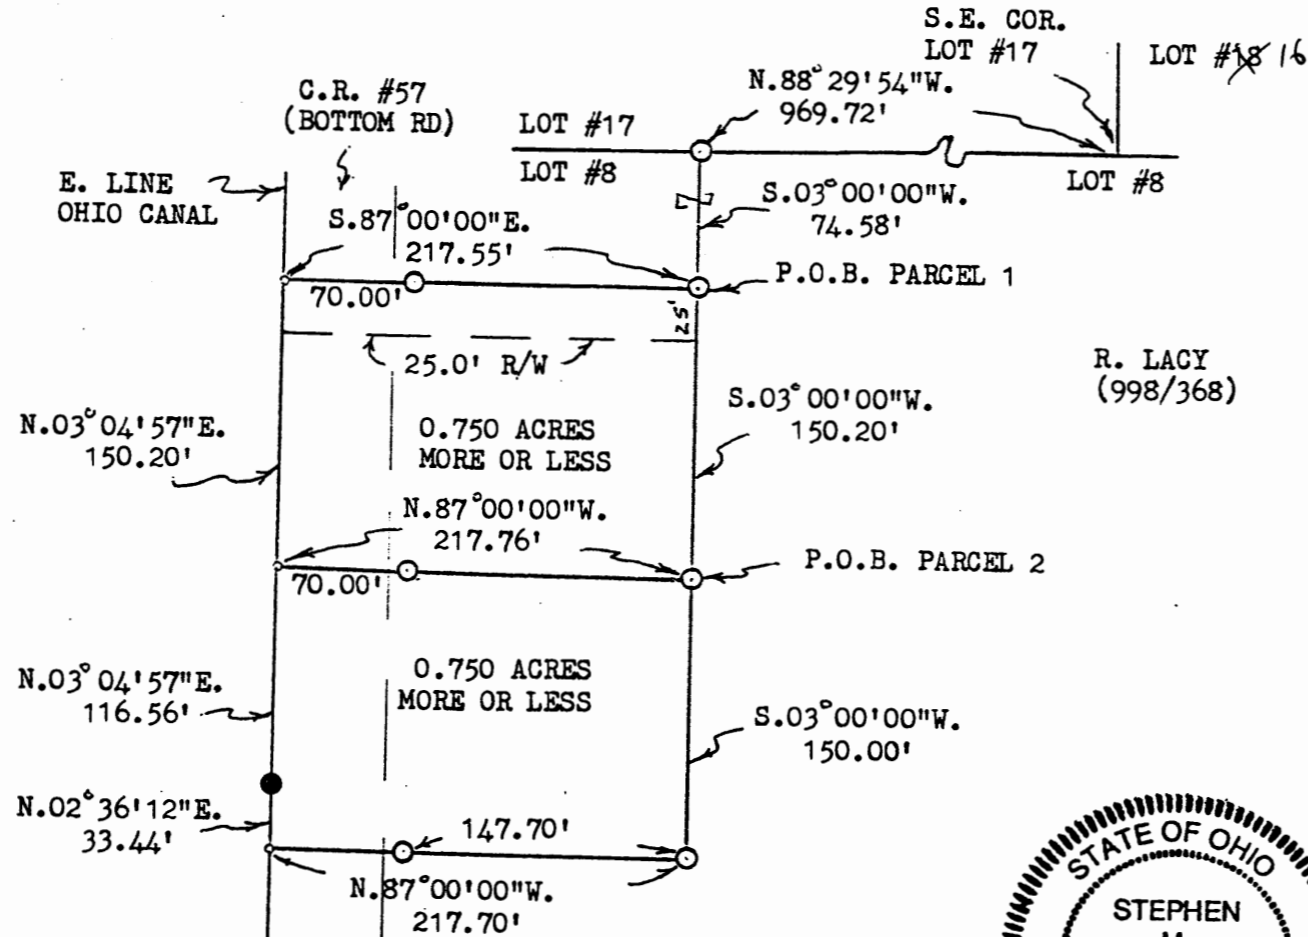 S.E. COR.
LOT #17
LOT #18 16
N.88°29'54"W.
969.72'
C.R. #57
(BOTTOM RD)
LOT #17
LOT #8
LOT #8
E. LINE
OHIO CANAL
S.87°00'00"E.
217.55'
S.03°00'00"W.
74.58'
P.O.B. PARCEL 1
70.00'
25'
25.0' R/W
R. LACY
(998/368)
N.03°04'57"E.
150.20'
0.750 ACRES
MORE OR LESS
S.03°00'00"W.
150.20'
N.87°00'00"W.
217.76'
P.O.B. PARCEL 2
70.00'
N.03°04'57"E.
116.56'
0.750 ACRES
MORE OR LESS
S.03°00'00"W.
150.00'
N.02°36'12"E.
33.44'
147.70'
N.87°00'00"W.
217.70'
STATE OF OHIO
STEPHEN